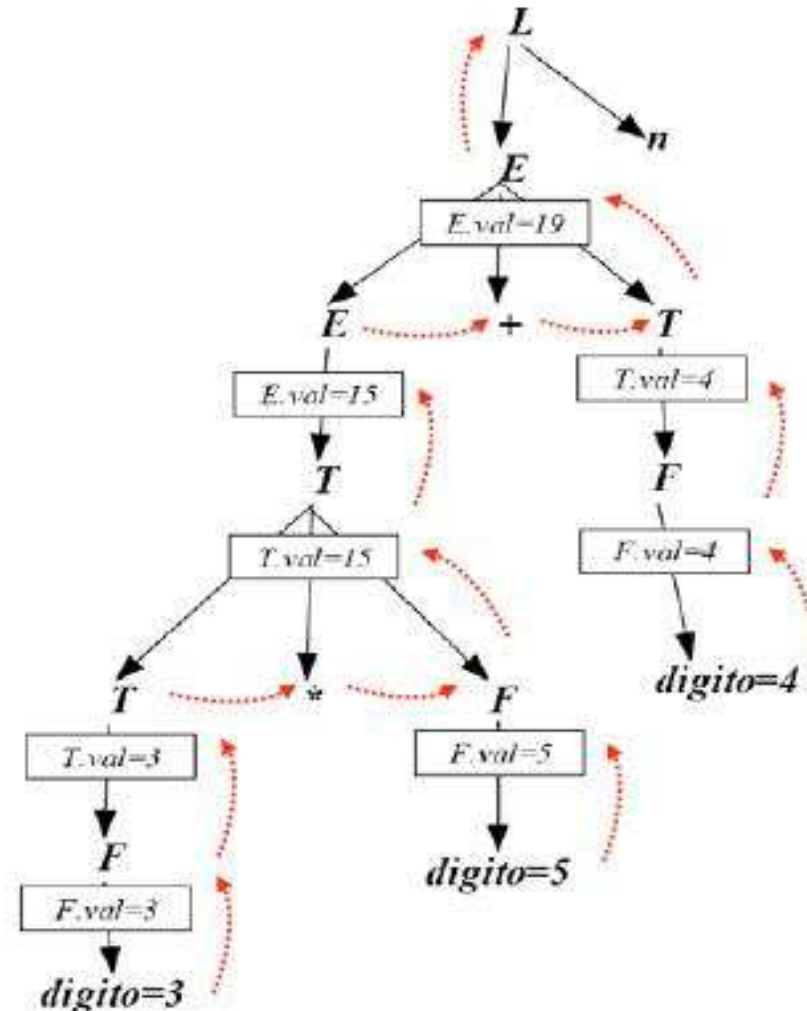 L
n
E
E.val=19
E + T
E.val=15 T.val=4
T F
T.val=15 F.val=4
digito=4
T * F
T.val=3 F.val=5
F digito=5
F.val=3
digito=3